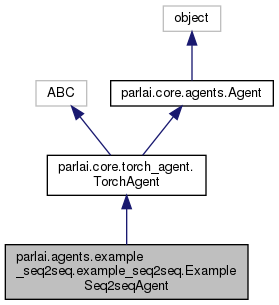 object
ABC
parlai.core.agents.Agent
parlai.core.torch_agent.
TorchAgent
parlai.agents.example
_seq2seq.example_seq2seq.Example
Seq2seqAgent